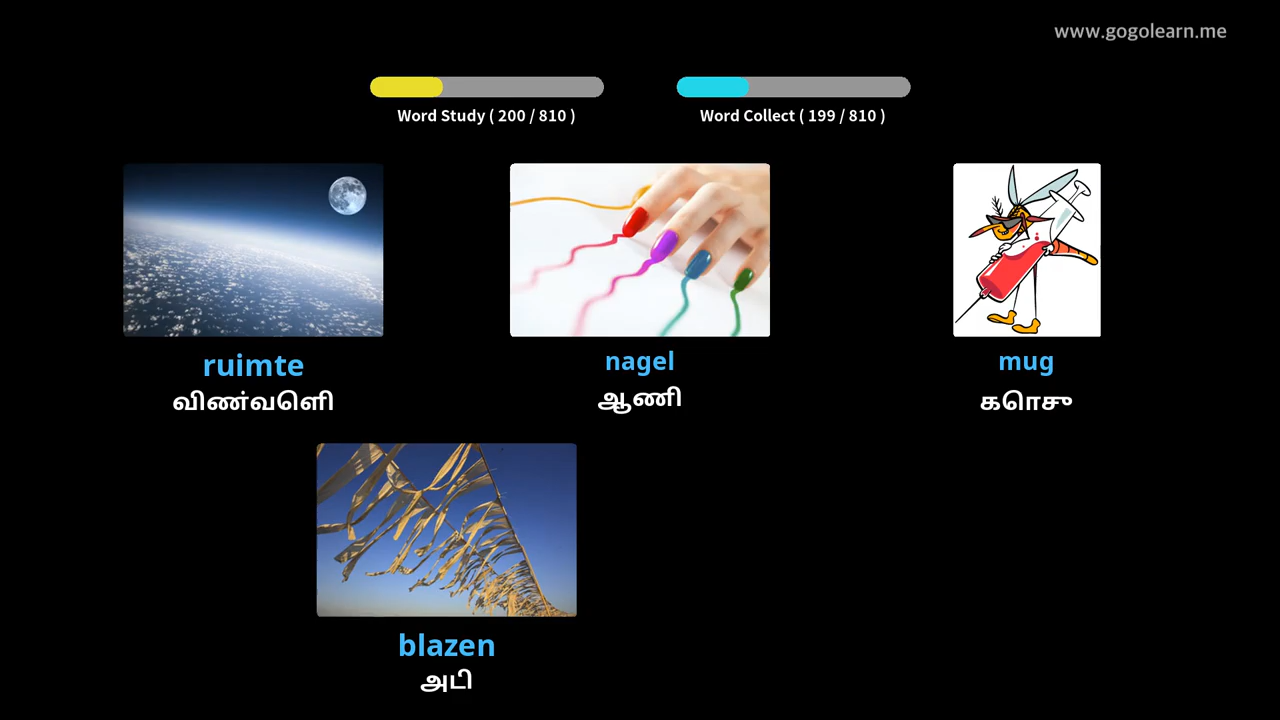 www.gogolearn.me
Word Study ( 200 / 810 )
Word Collect ( 199 / 810 )
ruimte
விண்வெளி
nagel
ஆணி
mug
கொசு
blazen
அடி